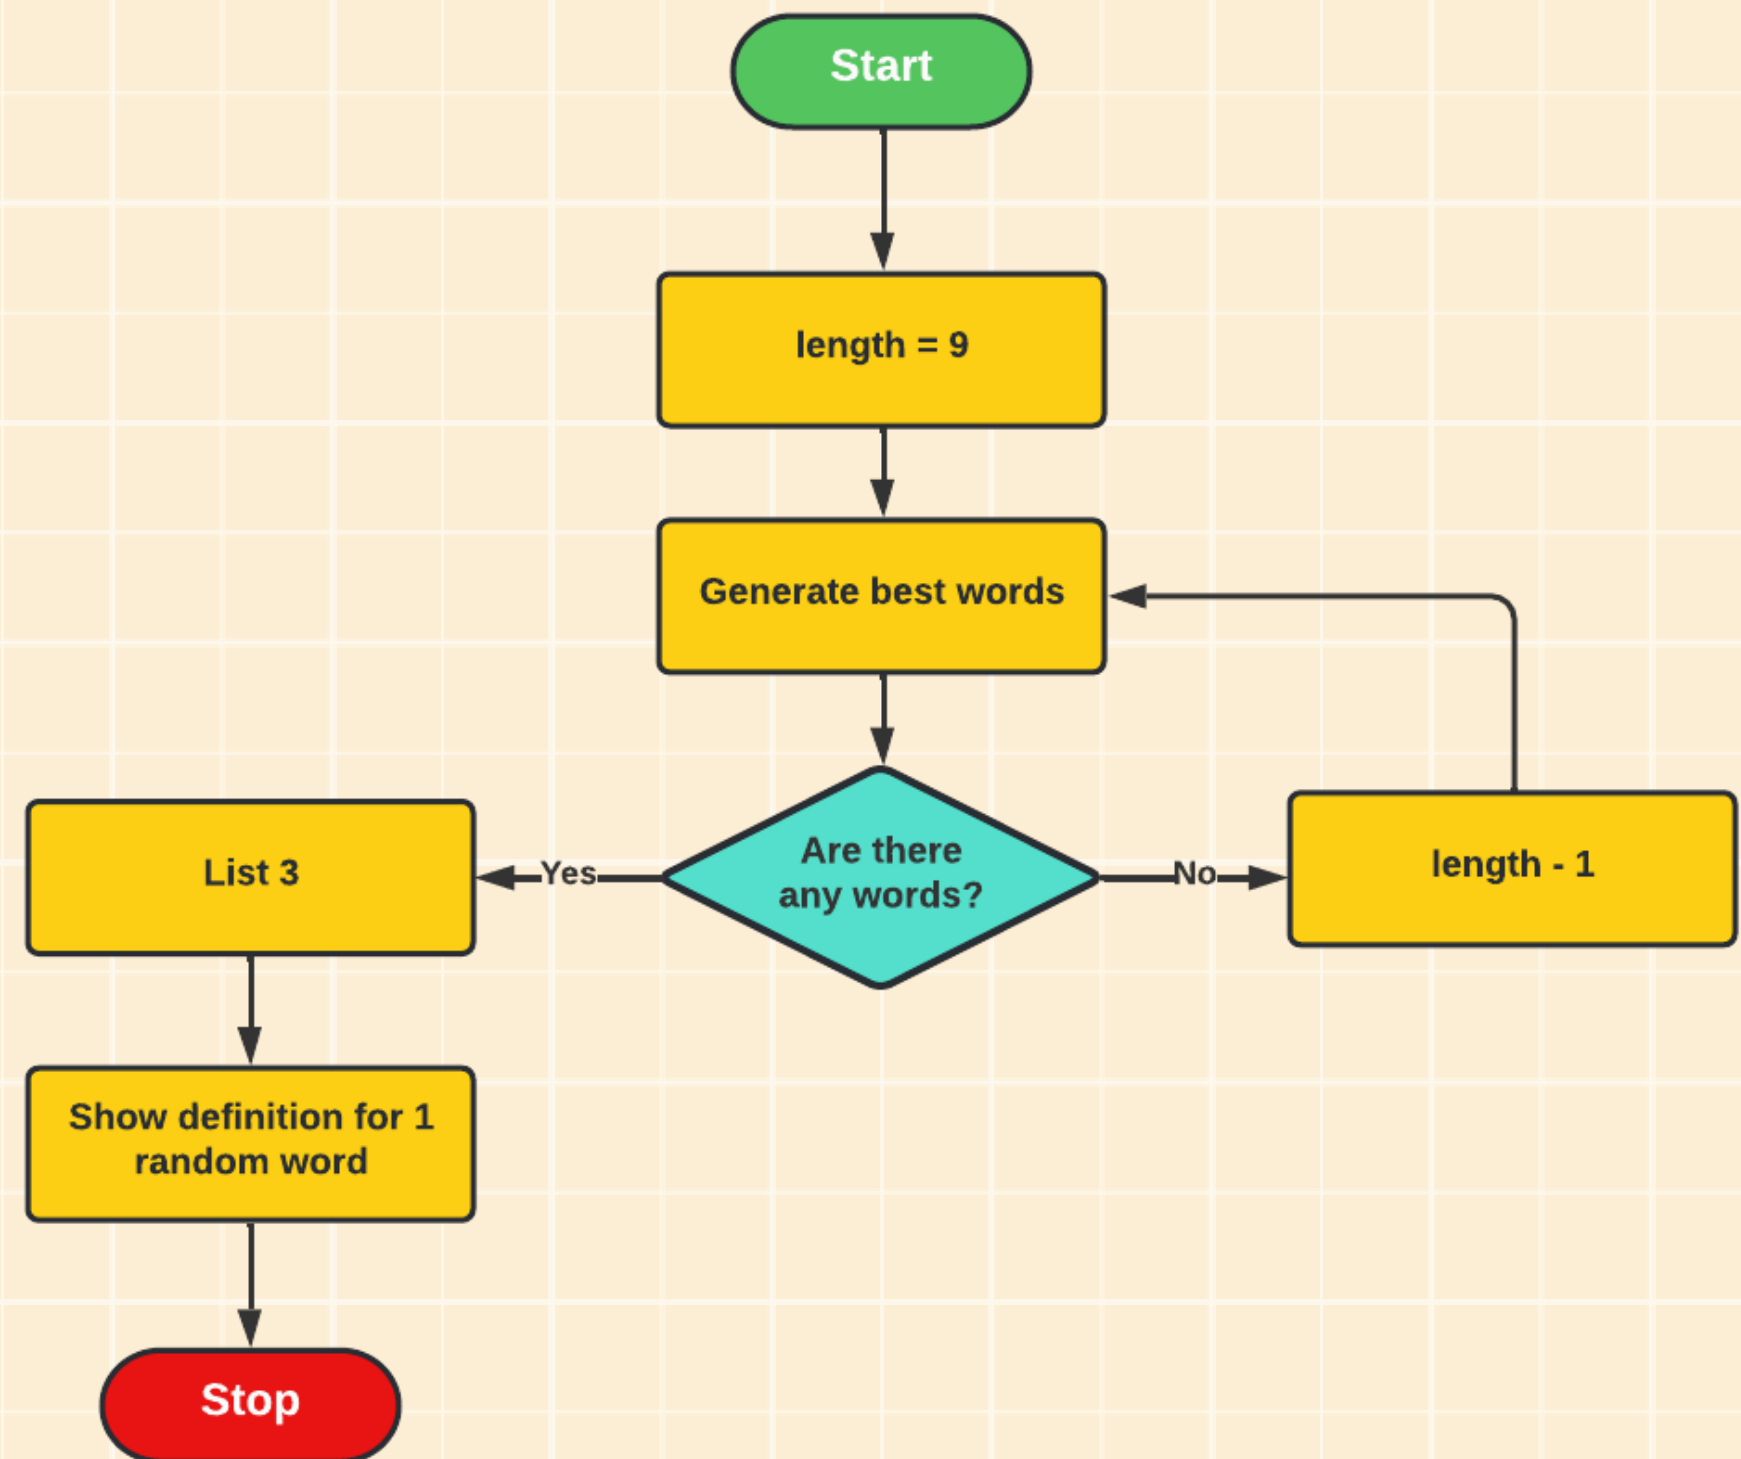 Start
length = 9
Generate best words
Are there
any words?
Yes
No
List 3
length - 1
Show definition for 1
random word
Stop